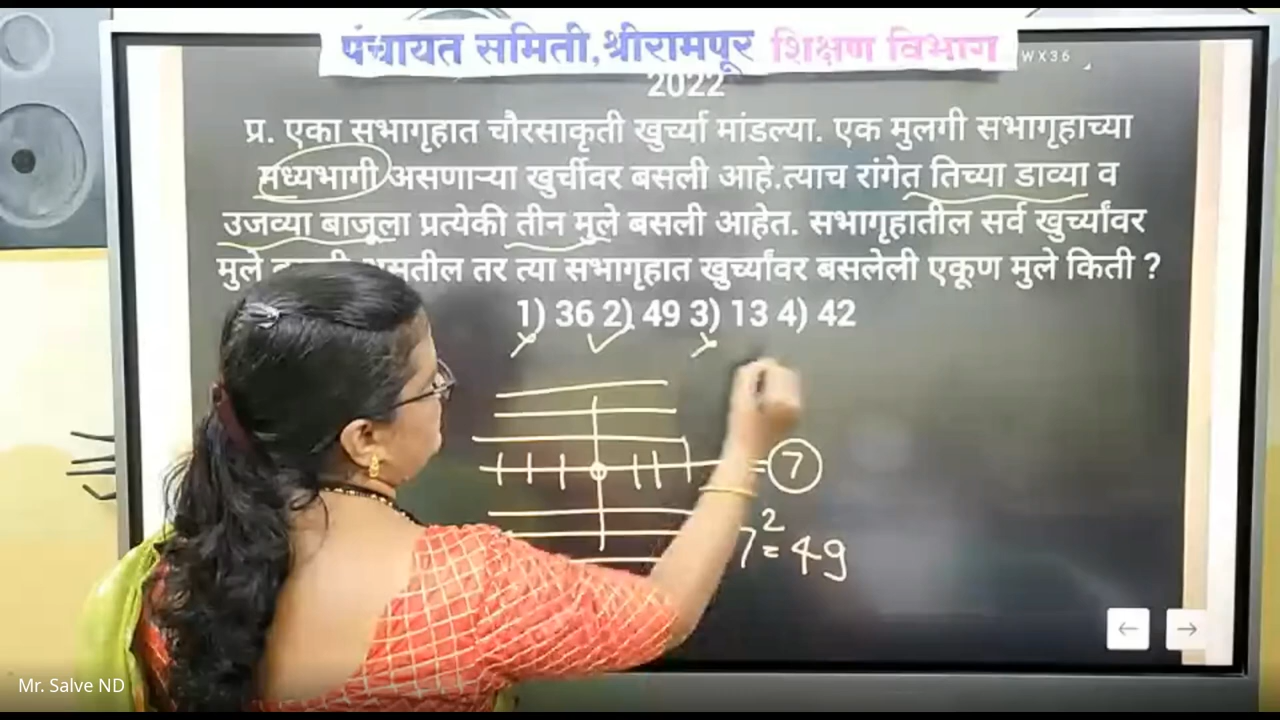 पंचायत समिती,श्रीरामपूर शिक्षण विभाग
WX36
2022
प्र. एका सभागृहात चौरसाकृती खुर्च्या मांडल्या. एक मुलगी सभागृहाच्या
मध्यभागी असणाऱ्या खुर्चीवर बसली आहे.त्याच रांगेत तिच्या डाव्या व
उजव्या बाजूला प्रत्येकी तीन मुले बसली आहेत. सभागृहातील सर्व खुर्च्यांवर
मुले असतील तर त्या सभागृहात खुर्च्यांवर बसलेली एकूण मुले किती ?
1) 36 2) 49 3) 13 4) 42
= 7
7² = 49
Mr. Salve ND